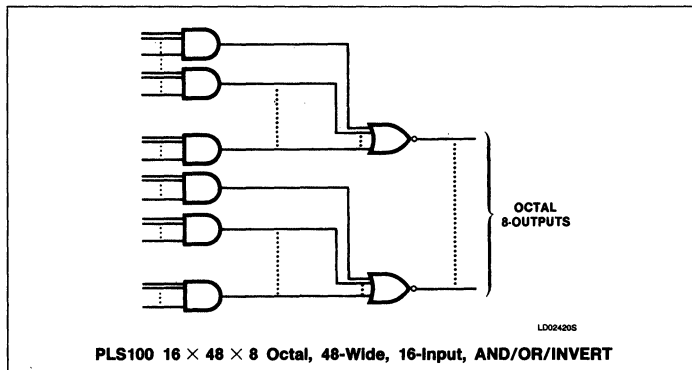 OCTAL
8-OUTPUTS
LD02420S
PLS100 16 × 48 × 8 Octal, 48-Wide, 16-Input, AND/OR/INVERT